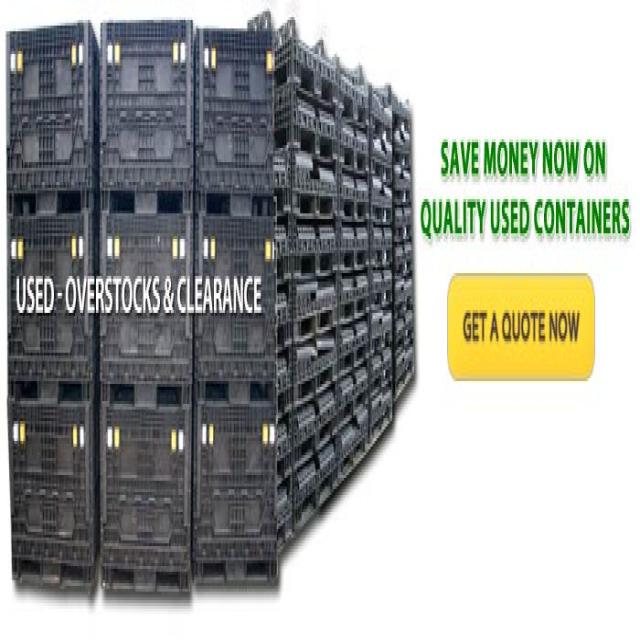 SAVE MONEY NOW ON
QUALITY USED CONTAINERS
USED - OVERSTOCKS & CLEARANCE
GET A QUOTE NOW